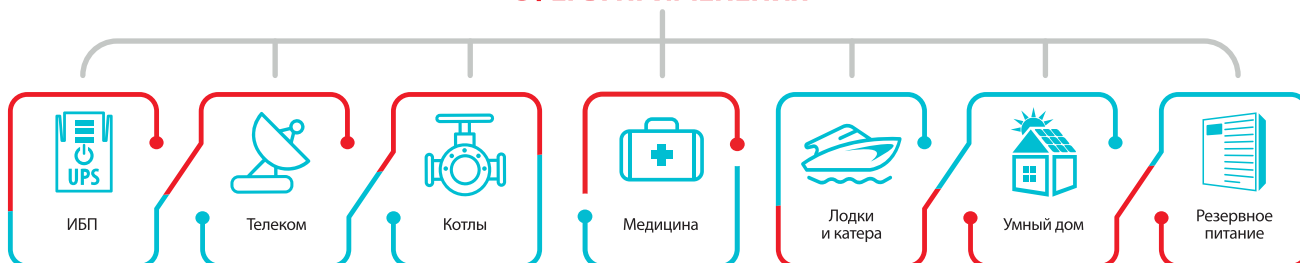 UPS
ИБП
Телеком
Котлы
Медицина
Лодки
и катера
Умный дом
Резервное
питание